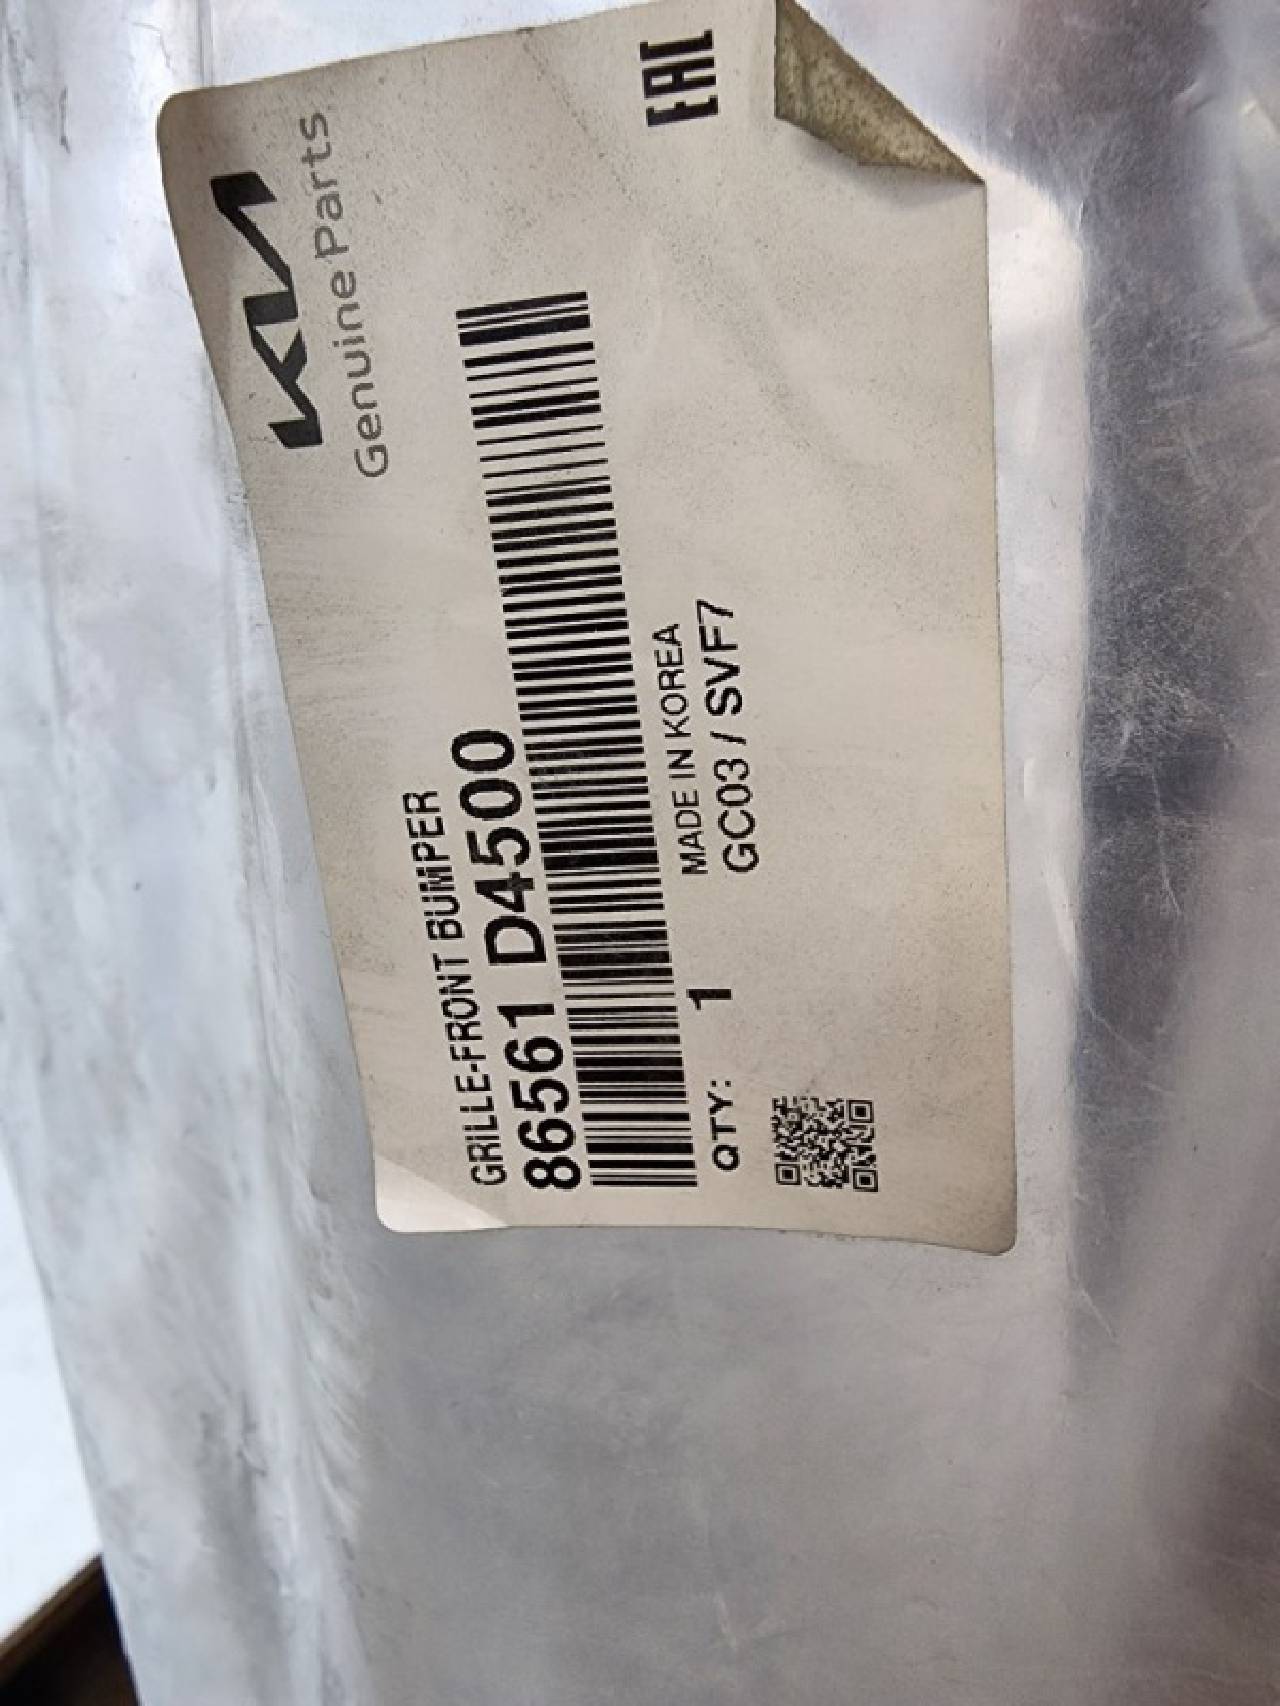 KIA
Genuine Parts
EAC
GRILLE-FRONT BUMPER
86561 D4500
MADE IN KOREA
QTY: 1 GC03 / SVF7